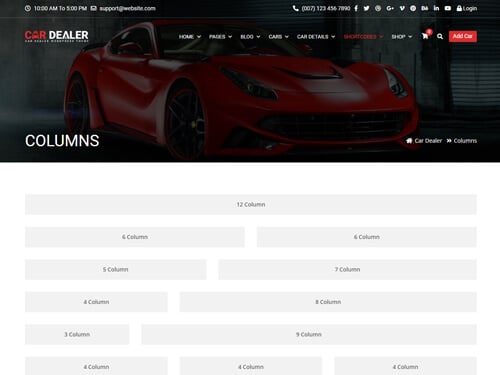 10:00 AM To 5:00 PM support@website.com (007) 123 456 7890 Login
CAR DEALER
CAR DEALER WORDPRESS THEME
HOME PAGES BLOG CARS CAR DETAILS SHORTCODES SHOP 0 Add Car
COLUMNS
Car Dealer » Columns
12 Column
6 Column 6 Column
5 Column 7 Column
4 Column 8 Column
3 Column 9 Column
4 Column 4 Column 4 Column